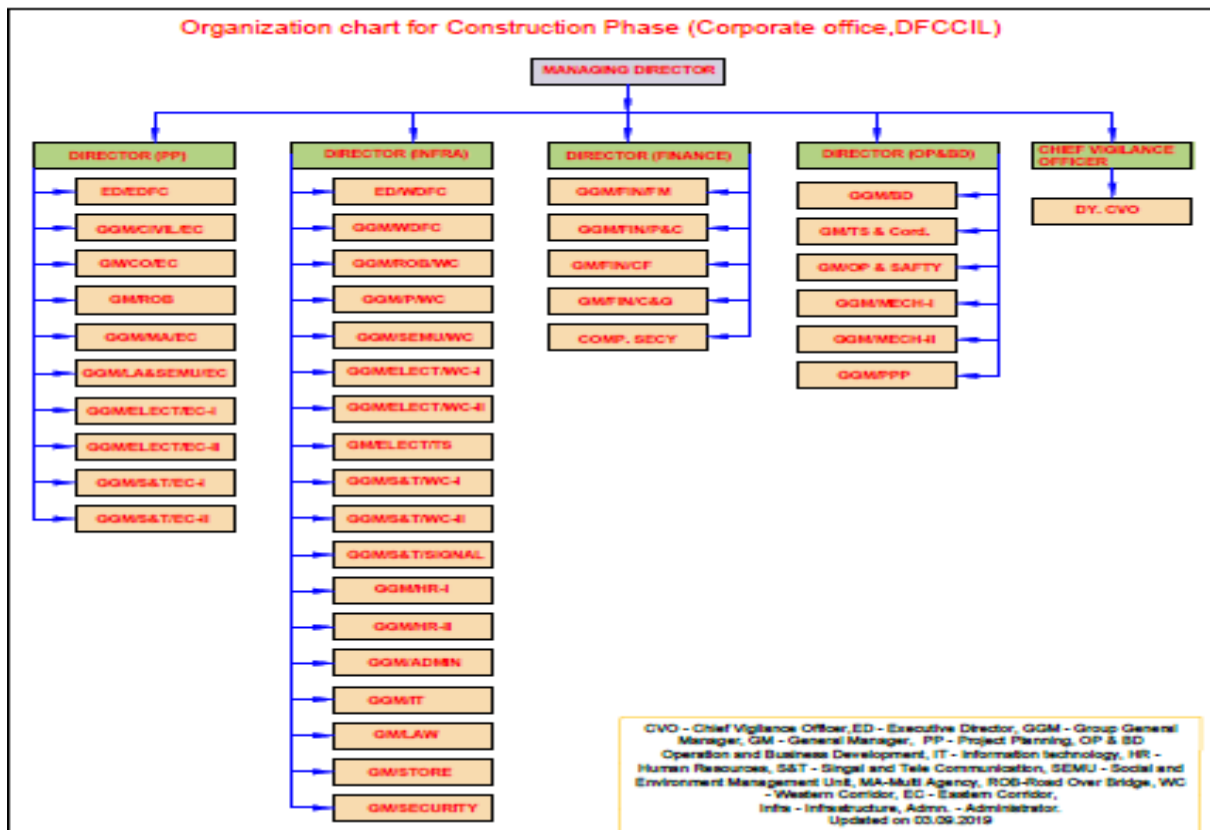 Organization chart for Construction Phase (Corporate office,DFCCIL)
MANAGING DIRECTOR
DIRECTOR (PP)
ED/EDFC
GGM/CIVIL/EC
GM/CO/EC
GM/ROB
GGM/MA/EC
GGM/LA&SEMU/EC
GGM/ELECT/EC-I
GGM/ELECT/EC-II
GGM/S&T/EC-I
GGM/S&T/EC-II
DIRECTOR (INFRA)
ED/WDFC
GGM/WDFC
GGM/ROB/WC
GGM/P/WC
GGM/SEMU/WC
GGM/ELECT/WC-I
GGM/ELECT/WC-II
GM/ELECT/TS
GGM/S&T/WC-I
GGM/S&T/WC-II
GGM/S&T/SIGNAL
GGM/HR-I
GGM/HR-II
GGM/ADMIN
GGM/IT
GM/LAW
GM/STORE
GM/SECURITY
DIRECTOR (FINANCE)
GGM/FIN/FM
GGM/FIN/P&C
GM/FIN/CF
GM/FIN/C&G
COMP. SECY
DIRECTOR (OP&BD)
GGM/BD
GM/TS & Cord.
GM/OP & SAFTY
GGM/MECH-I
GGM/MECH-II
GGM/PPP
CHIEF VIGILANCE
OFFICER
DY. CVO
CVO - Chief Vigilance Officer,ED - Executive Director, GGM - Group General
Manager, GM - General Manager, PP - Project Planning, OP & BD
Operation and Business Development, IT - Information technology, HR -
Human Resources, S&T - Singal and Tele Communication, SEMU - Social and
Environment Management Unit, MA-Multi Agency, ROB-Road Over Bridge, WC
- Western Corridor, EC - Eastern Corridor,
Infra - Infrastructure, Admn. - Administrator.
Updated on 03.09.2019